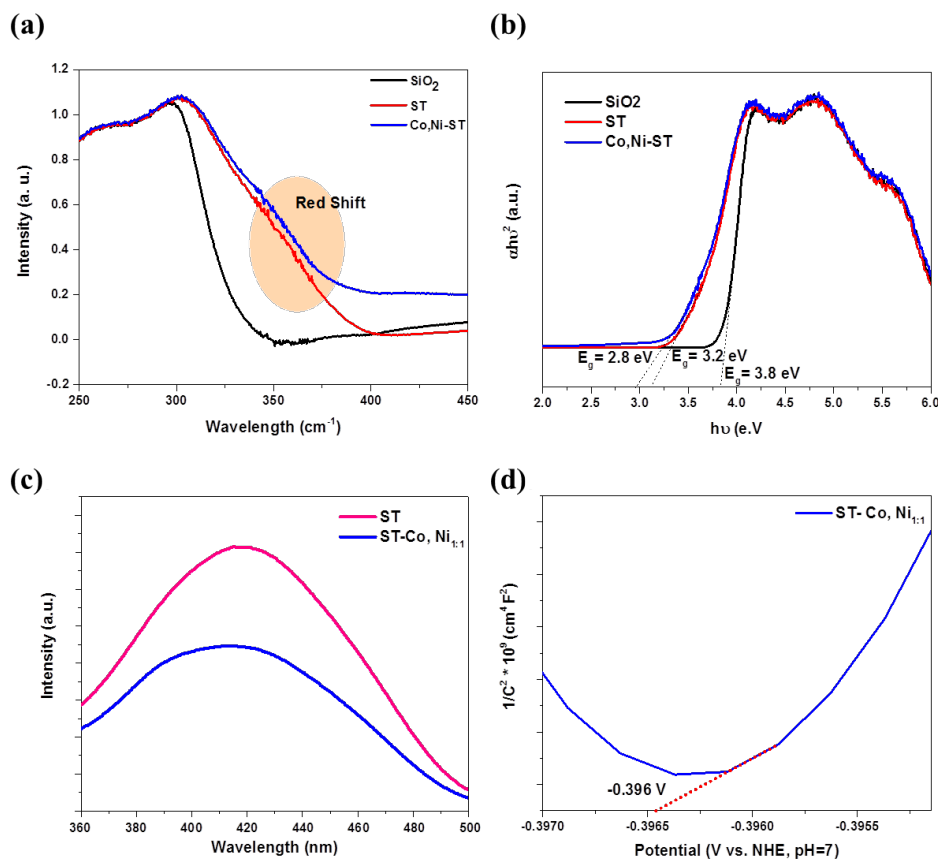 (a)
1.2
1.0
0.8
0.6
0.4
0.2
0.0
-0.2
250 300 350 400 450
Intensity (a. u.)
Wavelength (cm⁻¹)
SiO₂
ST
Co,Ni-ST
Red Shift
(b)
αhυ² (a.u.)
SiO2
ST
Co,Ni-ST
E_g= 2.8 eV
E_g= 3.2 eV
E_g= 3.8 eV
2.0 2.5 3.0 3.5 4.0 4.5 5.0 5.5 6.0
hυ (e.V
(c)
Intensity (a.u.)
ST
ST-Co, Ni₁:₁
360 380 400 420 440 460 480 500
Wavelength (nm)
(d)
1/C² * 10⁹ (cm⁴ F²)
ST- Co, Ni₁:₁
-0.396 V
-0.3970 -0.3965 -0.3960 -0.3955
Potential (V vs. NHE, pH=7)